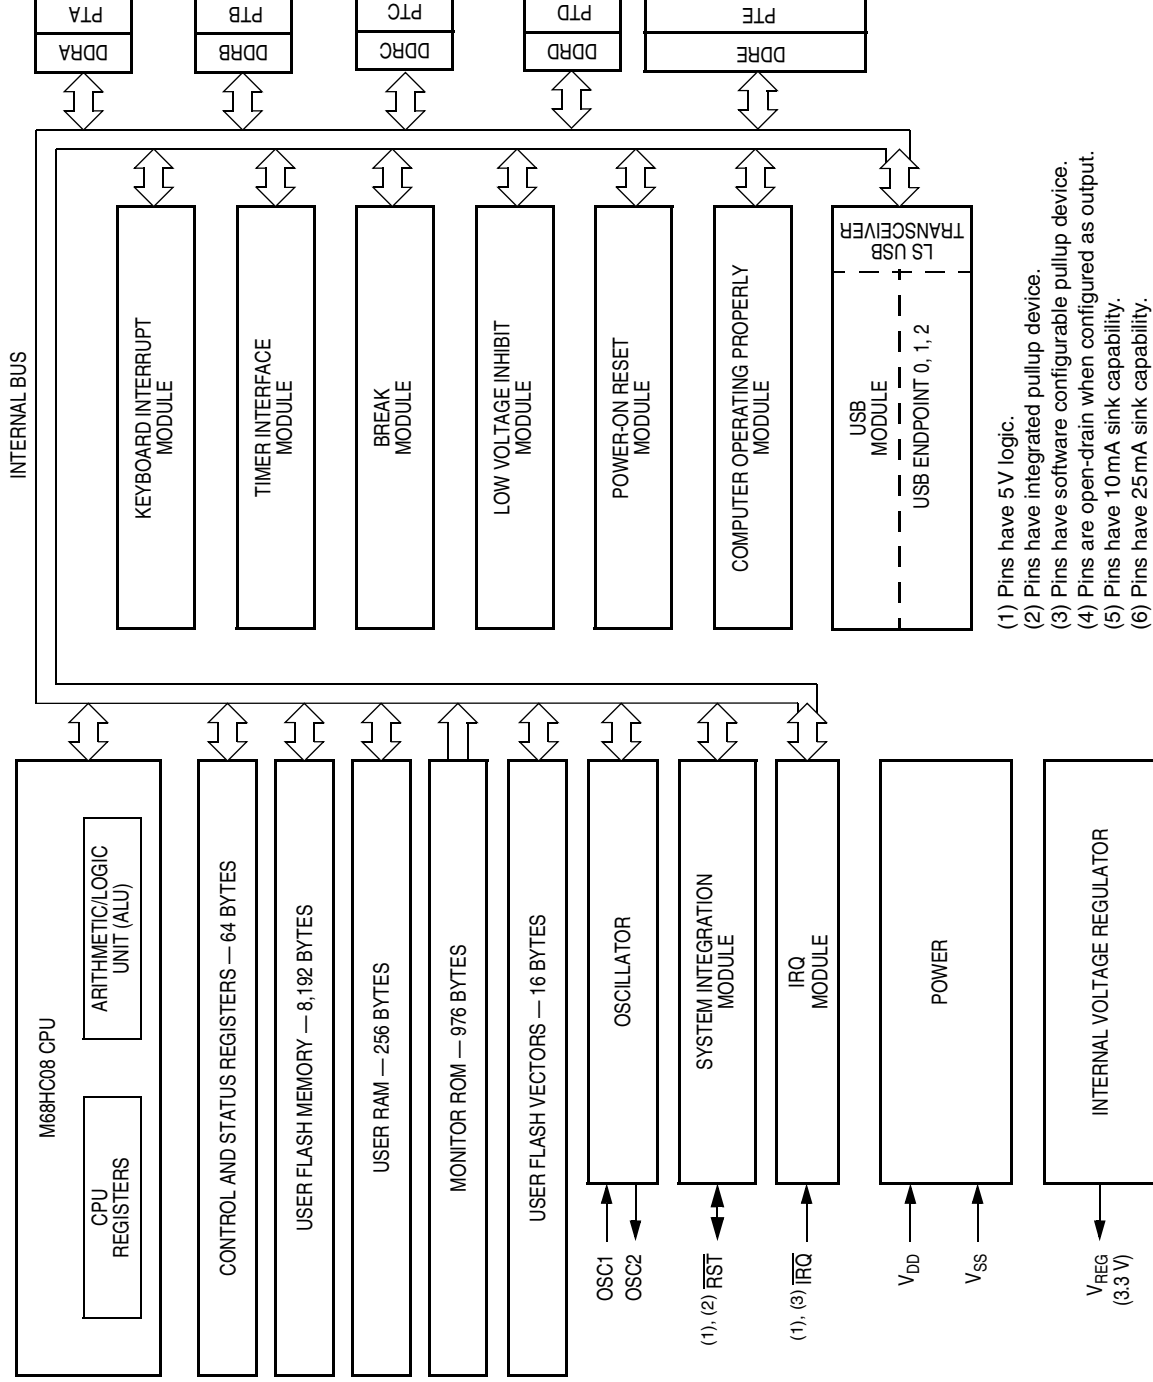 INTERNAL BUS
M68HC08 CPU
CPU
REGISTERS
ARITHMETIC/LOGIC
UNIT (ALU)
CONTROL AND STATUS REGISTERS — 64 BYTES
USER FLASH MEMORY — 8,192 BYTES
USER RAM — 256 BYTES
MONITOR ROM — 976 BYTES
USER FLASH VECTORS — 16 BYTES
OSC1
OSC2
OSCILLATOR
(1), (2) RST
SYSTEM INTEGRATION
MODULE
(1), (3) IRQ
IRQ
MODULE
VDD
VSS
POWER
VREG
(3.3 V)
INTERNAL VOLTAGE REGULATOR
KEYBOARD INTERRUPT
MODULE
TIMER INTERFACE
MODULE
BREAK
MODULE
LOW VOLTAGE INHIBIT
MODULE
POWER-ON RESET
MODULE
COMPUTER OPERATING PROPERLY
MODULE
USB
MODULE
USB ENDPOINT 0, 1, 2
LS USB
TRANSCEIVER
DDRA
PTA
DDRB
PTB
DDRC
PTC
DDRD
PTD
DDRE
PTE
(1) Pins have 5 V logic.
(2) Pins have integrated pullup device.
(3) Pins have software configurable pullup device.
(4) Pins are open-drain when configured as output.
(5) Pins have 10 mA sink capability.
(6) Pins have 25 mA sink capability.